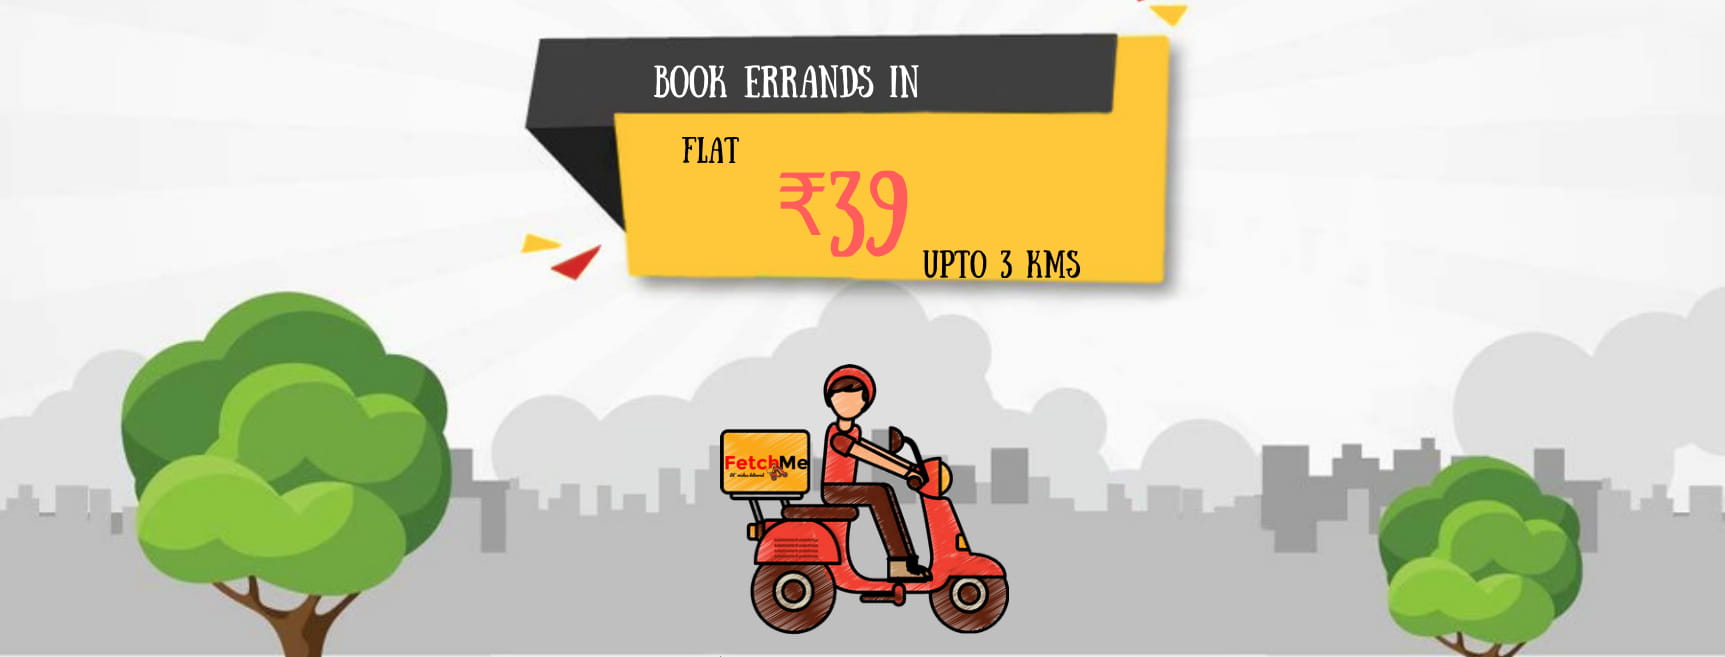 BOOK ERRANDS IN
FLAT
₹39
UPTO 3 KMS
FetchMe